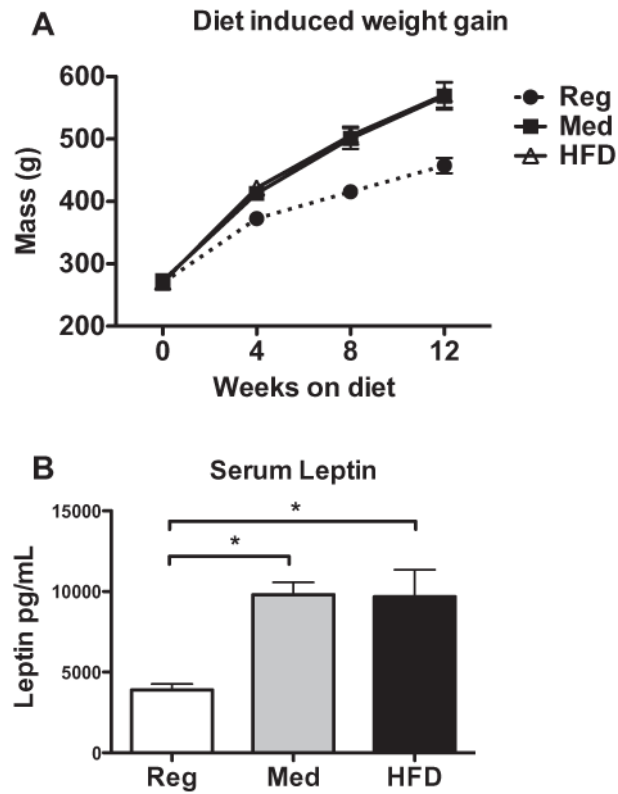 A
Diet induced weight gain
600
500
400
300
200
Mass (g)
0 4 8 12
Weeks on diet
Reg
Med
HFD
B
Serum Leptin
15000
10000
5000
0
Leptin pg/mL
*
*
Reg Med HFD